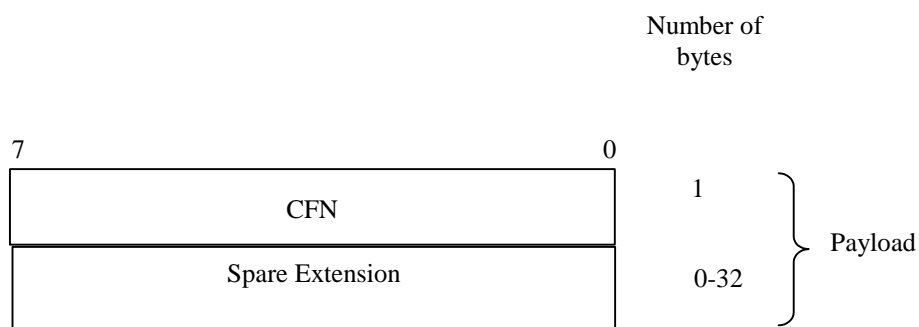 Number of
bytes
7 0
CFN
1
Spare Extension
0-32
Payload